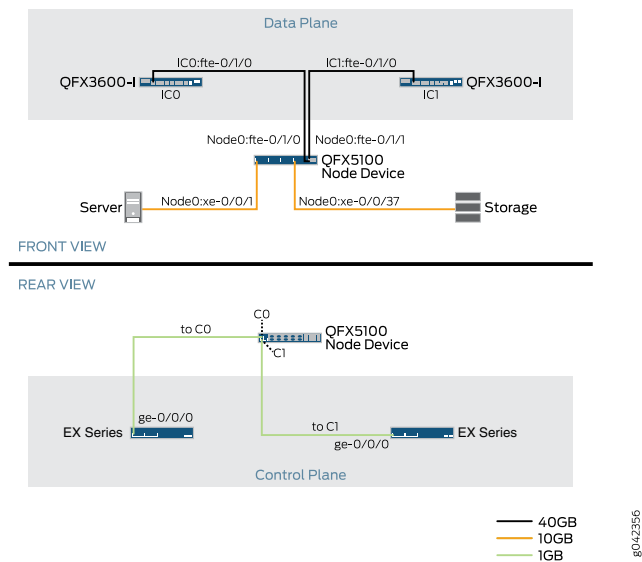 Data Plane
IC0:fte-0/1/0
IC1:fte-0/1/0
QFX3600-I
IC0
IC1
QFX3600-I
Node0:fte-0/1/0
Node0:fte-0/1/1
QFX5100
Node Device
Server
Node0:xe-0/0/1
Node0:xe-0/0/37
Storage
FRONT VIEW
REAR VIEW
C0
to C0
QFX5100
Node Device
C1
ge-0/0/0
EX Series
to C1
ge-0/0/0
EX Series
Control Plane
40GB
10GB
1GB
g042356